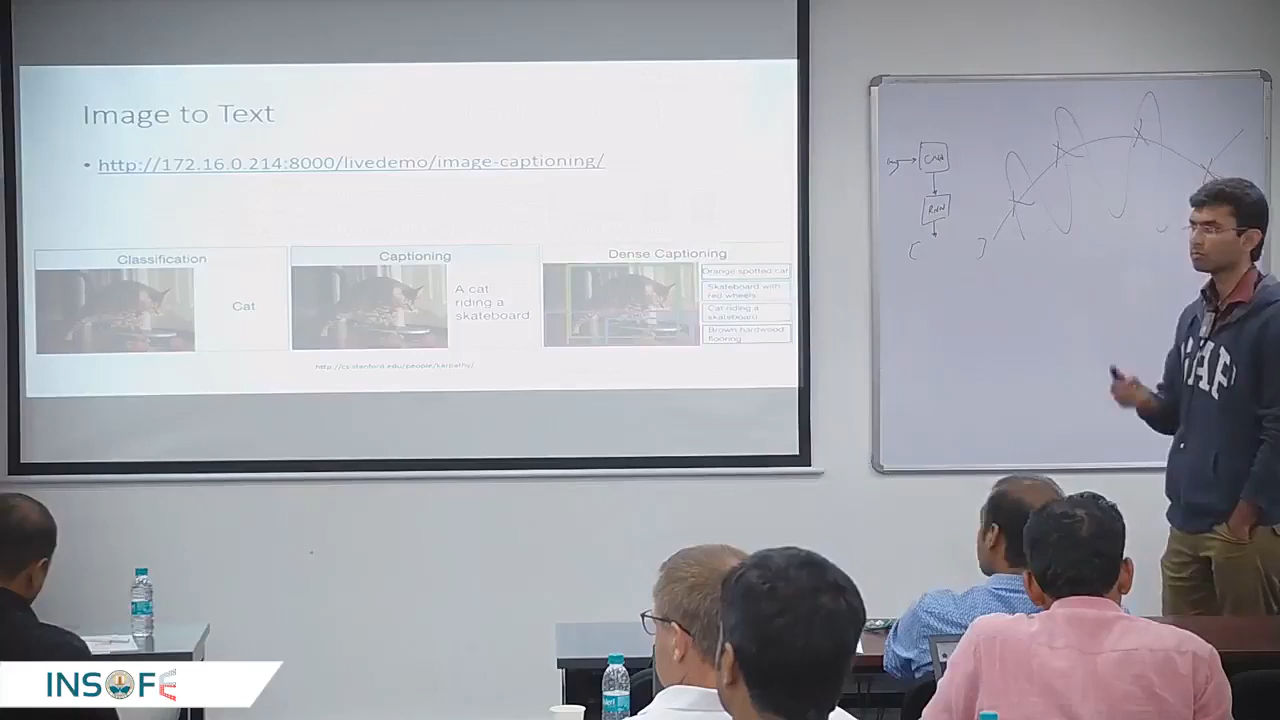 Image to Text
• http://172.16.0.214:8000/livedemo/image-captioning/
Classification
Cat
Captioning
A cat
riding a
skateboard
Dense Captioning
Orange spotted cat
Skateboard with
red wheels
Cat riding a
skateboard
Brown hardwood
flooring
http://cs.stanford.edu/people/karpathy/
CNN
RNN
GAP
INSOFE